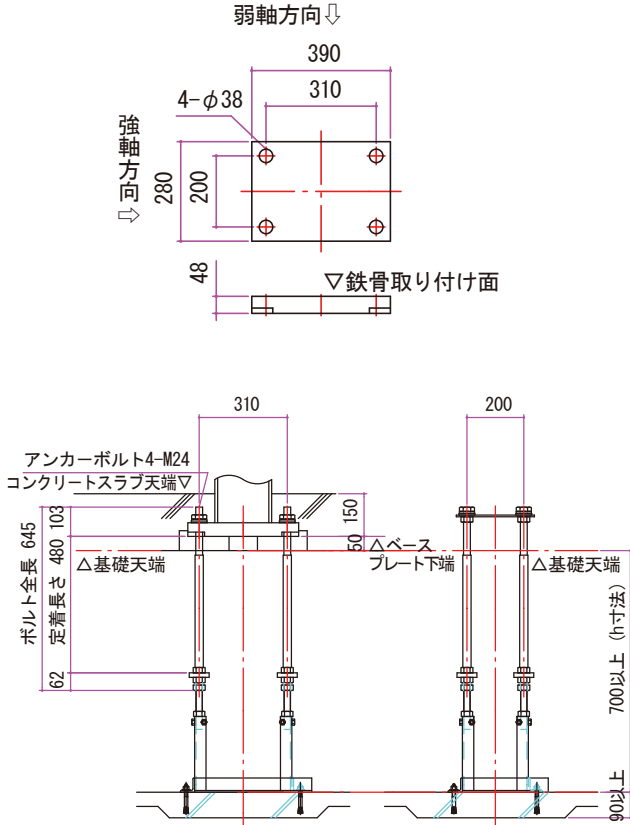 弱軸方向⇩
390
310
4-φ38
強軸方向⇨
280
200
48
▽鉄骨取り付け面
310
200
アンカーボルト4-M24
コンクリートスラブ天端▽
103
150
ボルト全長 645
定着長さ 480
50
△ベース
プレート下端
△基礎天端
△基礎天端
62
700以上 (h寸法)
90以上